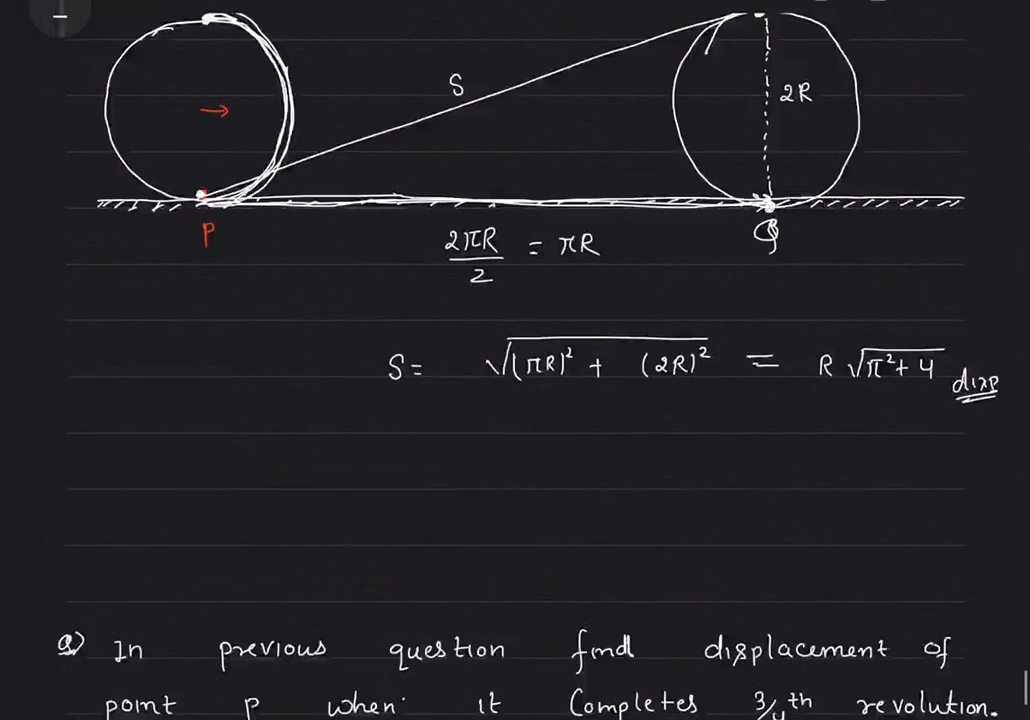 S
2R
P
Q
2πR/2 = πR
S = √((πR)² + (2R)²) = R √(π²+4) disp
Q) In previous question find displacement of
point P when it Completes 3/4th revolution.